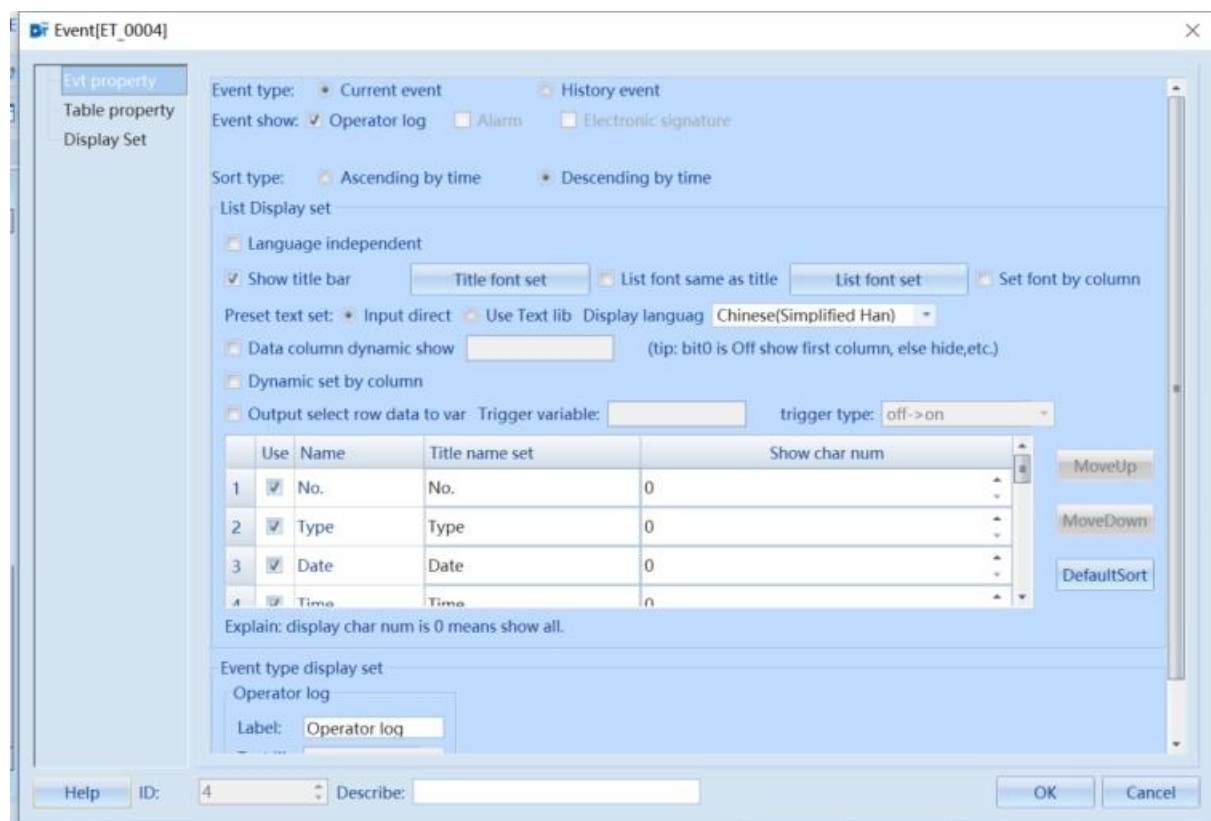 Event[ET_0004]
Evt property
Table property
Display Set
Event type: Current event History event
Event show: Operator log Alarm Electronic signature
Sort type: Ascending by time Descending by time
List Display set
Language independent
Show title bar Title font set List font same as title List font set Set font by column
Preset text set: Input direct Use Text lib Display languag Chinese(Simplified Han)
Data column dynamic show (tip: bit0 is Off show first column, else hide,etc.)
Dynamic set by column
Output select row data to var Trigger variable: trigger type: off->on
Use Name Title name set Show char num
1 No. No. 0
2 Type Type 0
3 Date Date 0
4 Time Time 0
MoveUp
MoveDown
DefaultSort
Explain: display char num is 0 means show all.
Event type display set
Operator log
Label: Operator log
Help ID: 4 Describe: OK Cancel